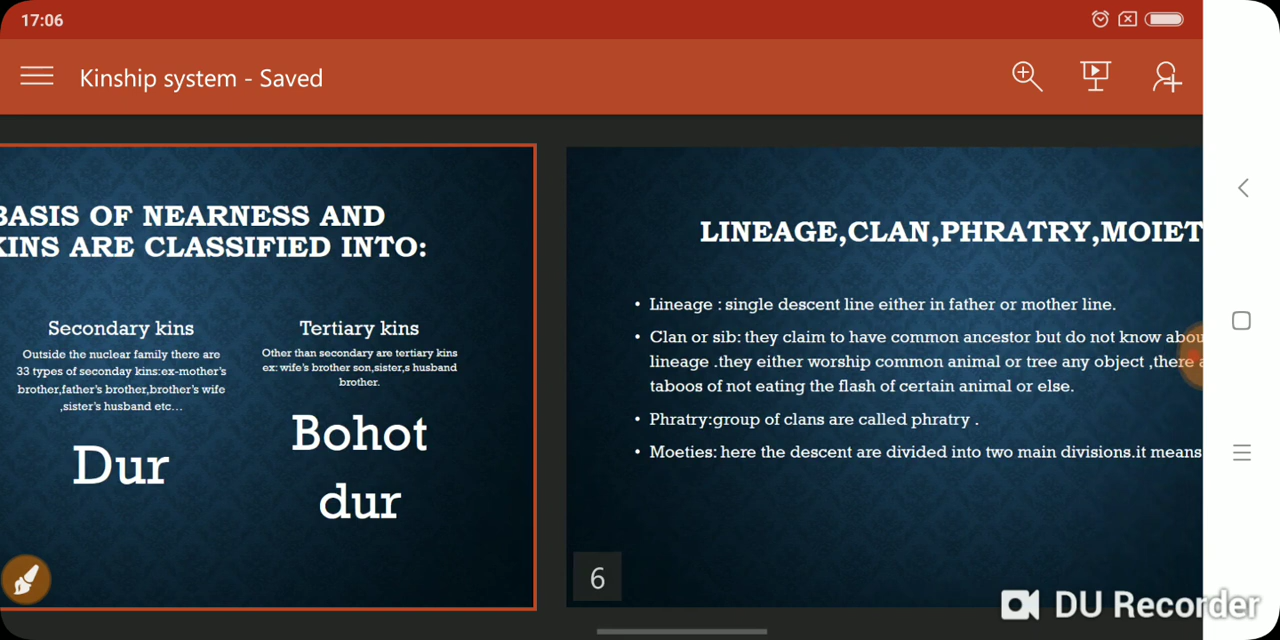 17:06
Kinship system - Saved
BASIS OF NEARNESS AND
KINS ARE CLASSIFIED INTO:
Secondary kins
Outside the nuclear family there are
33 types of seconday kins:ex-mother's
brother,father's brother,brother's wife
,sister's husband etc...
Dur
Tertiary kins
Other than secondary are tertiary kins
ex: wife's brother son,sister,s husband
brother.
Bohot
dur
LINEAGE,CLAN,PHRATRY,MOIET
• Lineage : single descent line either in father or mother line.
• Clan or sib: they claim to have common ancestor but do not know abou
lineage .they either worship common animal or tree any object ,there a
taboos of not eating the flash of certain animal or else.
• Phratry:group of clans are called phratry .
• Moeties: here the descent are divided into two main divisions.it means
6
DU Recorder